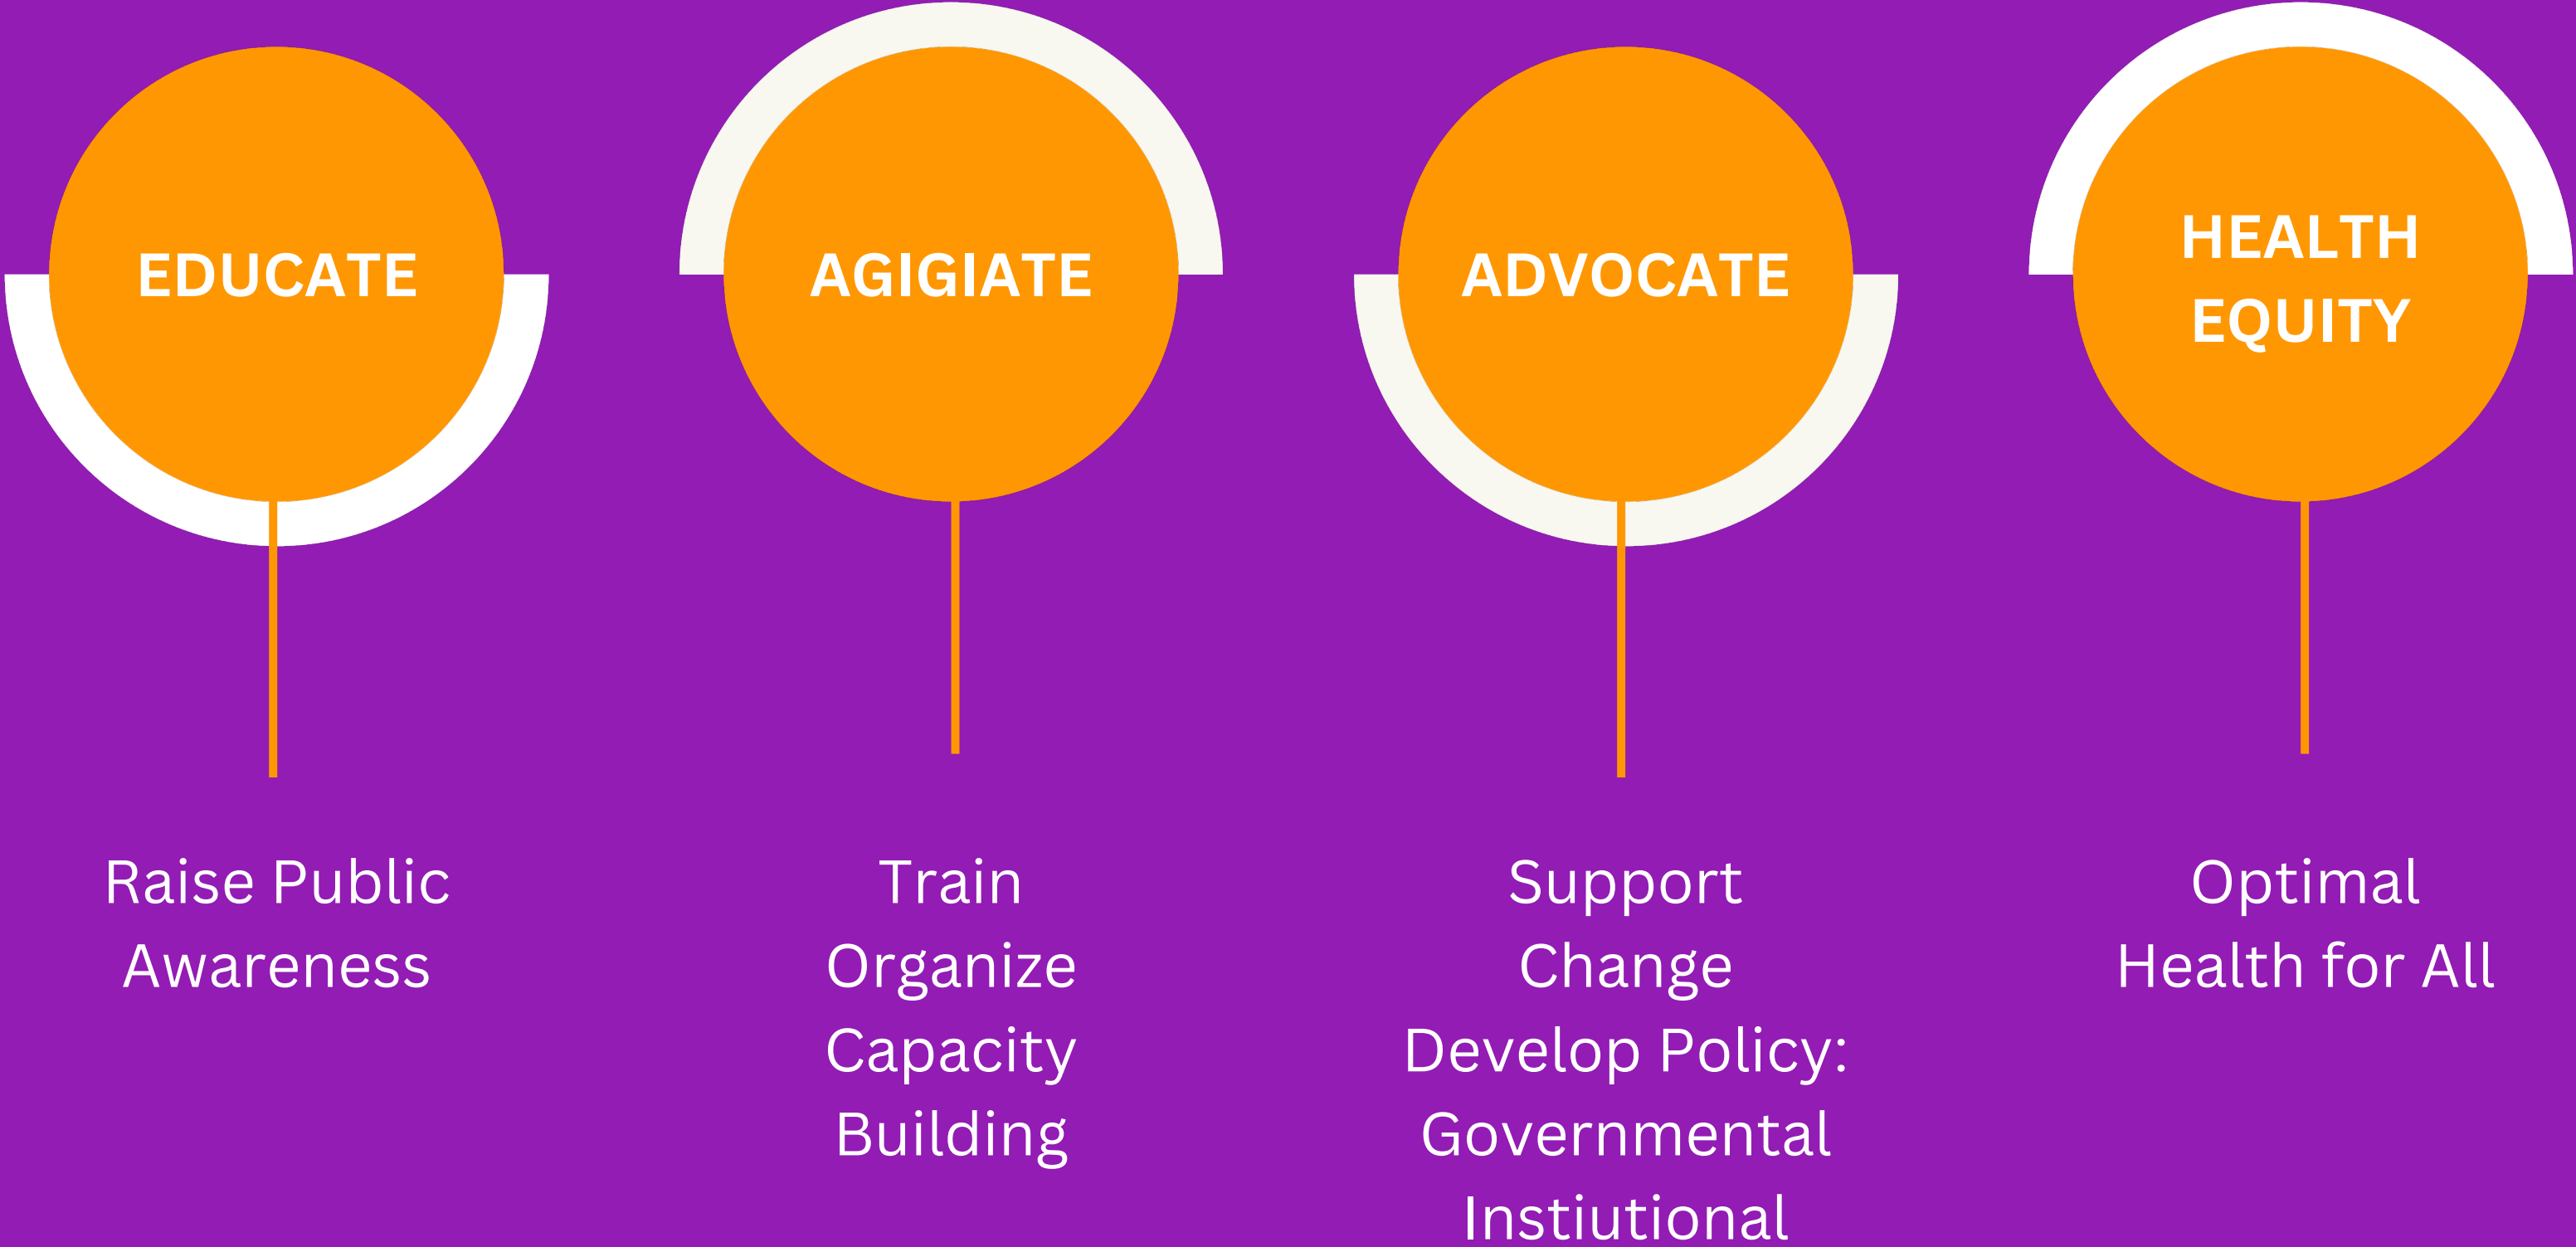 EDUCATE
AGIGIATE
ADVOCATE
HEALTH
EQUITY
Raise Public
Awareness
Train
Organize
Capacity
Building
Support
Change
Develop Policy:
Governmental
Instiutional
Optimal
Health for All